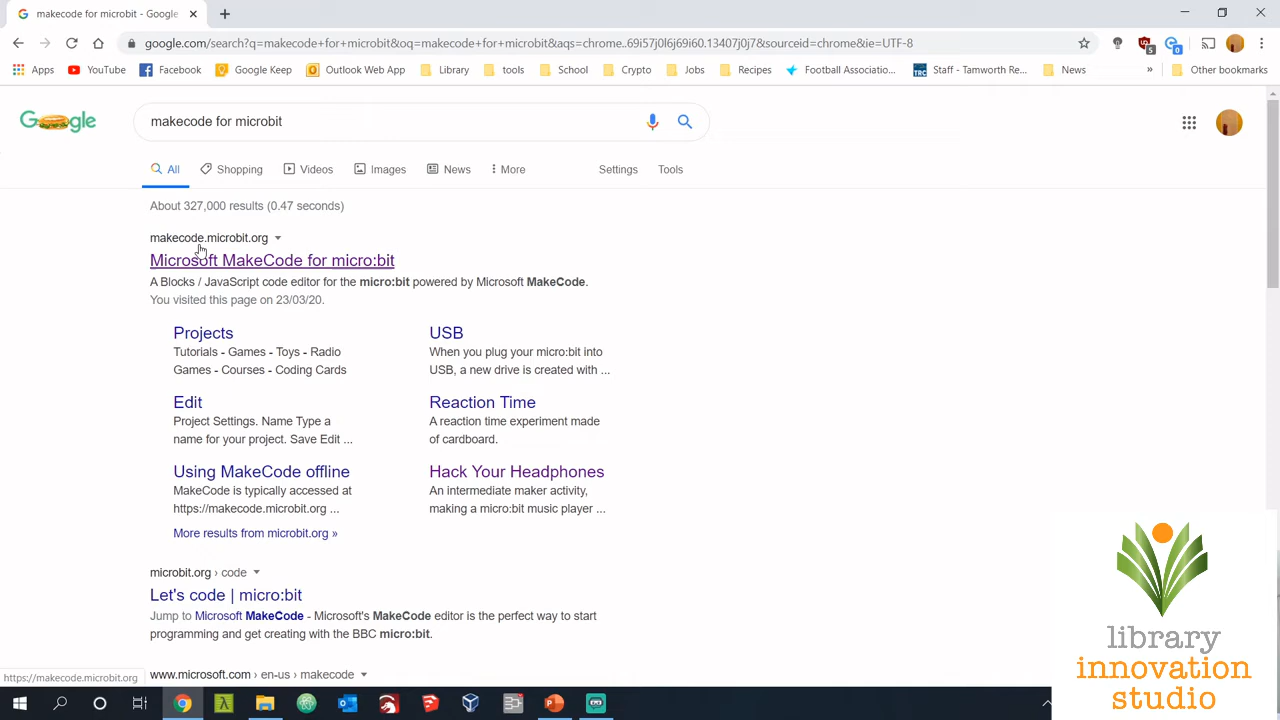 makecode for microbit - Google
google.com/search?q=makecode+for+microbit&oq=makecode+for+microbit&aqs=chrome..69i57j0l6j69i60.13407j0j7&sourceid=chrome&ie=UTF-8
5
0
Apps YouTube Facebook Google Keep Outlook Web App Library tools School Crypto Jobs Recipes Football Associatio... Staff - Tamworth Re... News » Other bookmarks
Google makecode for microbit
All Shopping Videos Images News More Settings Tools
About 327,000 results (0.47 seconds)
makecode.microbit.org
Microsoft MakeCode for micro:bit
A Blocks / JavaScript code editor for the micro:bit powered by Microsoft MakeCode.
You visited this page on 23/03/20.
Projects
Tutorials - Games - Toys - Radio
Games - Courses - Coding Cards
USB
When you plug your micro:bit into
USB, a new drive is created with ...
Edit
Project Settings. Name Type a
name for your project. Save Edit ...
Reaction Time
A reaction time experiment made
of cardboard.
Using MakeCode offline
MakeCode is typically accessed at
https://makecode.microbit.org ...
Hack Your Headphones
An intermediate maker activity,
making a micro:bit music player ...
More results from microbit.org »
microbit.org › code
Let's code | micro:bit
Jump to Microsoft MakeCode - Microsoft's MakeCode editor is the perfect way to start
programming and get creating with the BBC micro:bit.
www.microsoft.com › en-us › makecode
https://makecode.microbit.org
library
innovation
studio